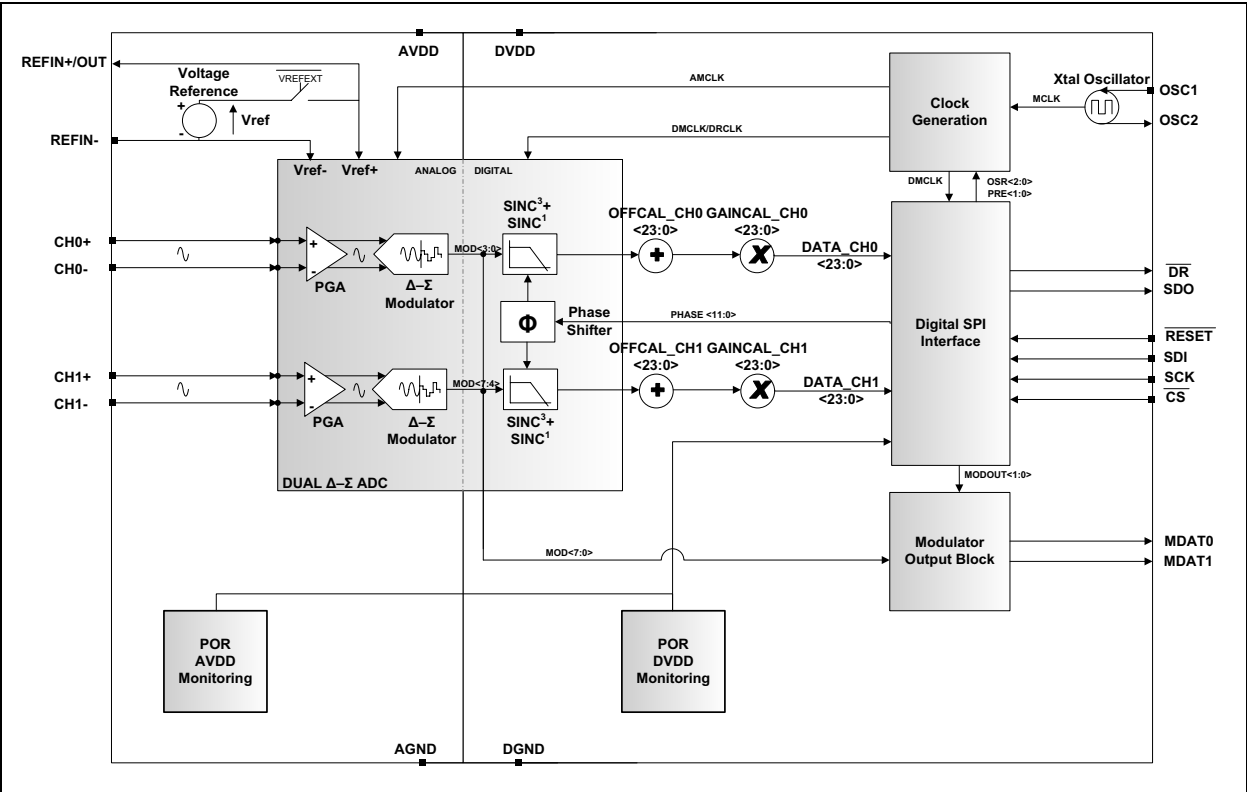 AVDD
DVDD
REFIN+/OUT
Voltage
Reference
VREFEXT
+
-
Vref
REFIN-
AMCLK
Clock
Generation
MCLK
Xtal Oscillator
OSC1
OSC2
DMCLK/DRCLK
Vref-
Vref+
ANALOG
DIGITAL
DMCLK
OSR<2:0>
PRE<1:0>
SINC3+
SINC1
OFFCAL_CH0
<23:0>
GAINCAL_CH0
<23:0>
CH0+
CH0-
+
-
PGA
Δ–Σ
Modulator
MOD<3:0>
+
X
DATA_CH0
<23:0>
Φ
Phase
Shifter
PHASE <11:0>
Digital SPI
Interface
DR
SDO
RESET
SDI
SCK
CS
OFFCAL_CH1
<23:0>
GAINCAL_CH1
<23:0>
CH1+
CH1-
+
-
PGA
Δ–Σ
Modulator
MOD<7:4>
SINC3+
SINC1
+
X
DATA_CH1
<23:0>
DUAL Δ–Σ ADC
MODOUT<1:0>
MOD<7:0>
Modulator
Output Block
MDAT0
MDAT1
POR
AVDD
Monitoring
POR
DVDD
Monitoring
AGND
DGND